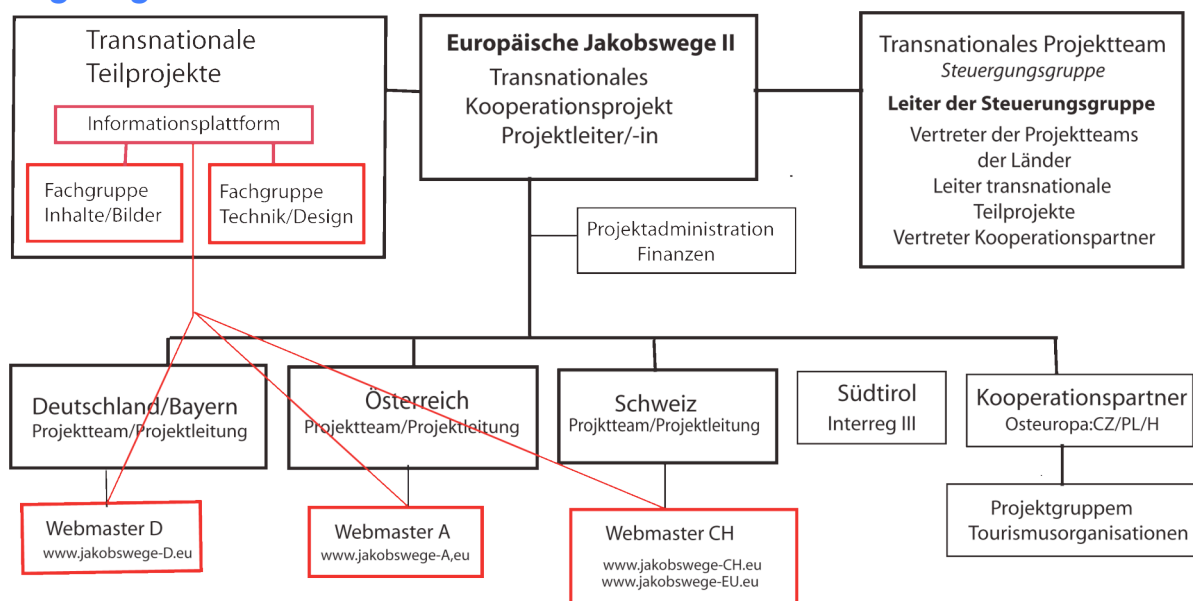 Transnationale
Teilprojekte
Informationsplattform
Fachgruppe
Inhalte/Bilder
Fachgruppe
Technik/Design
Europäische Jakobswege II
Transnationales
Kooperationsprojekt
Projektleiter/-in
Transnationales Projektteam
Steuergungsgruppe
Leiter der Steuerungsgruppe
Vertreter der Projektteams
der Länder
Leiter transnationale
Teilprojekte
Vertreter Kooperationspartner
Projektadministration
Finanzen
Deutschland/Bayern
Projektteam/Projektleitung
Österreich
Projektteam/Projektleitung
Schweiz
Projktteam/Projektleitung
Südtirol
Interreg III
Kooperationspartner
Osteuropa:CZ/PL/H
Webmaster D
www.jakobswege-D.eu
Webmaster A
www.jakobswege-A,eu
Webmaster CH
www.jakobswege-CH.eu
www.jakobswege-EU.eu
Projektgruppem
Tourismusorganisationen